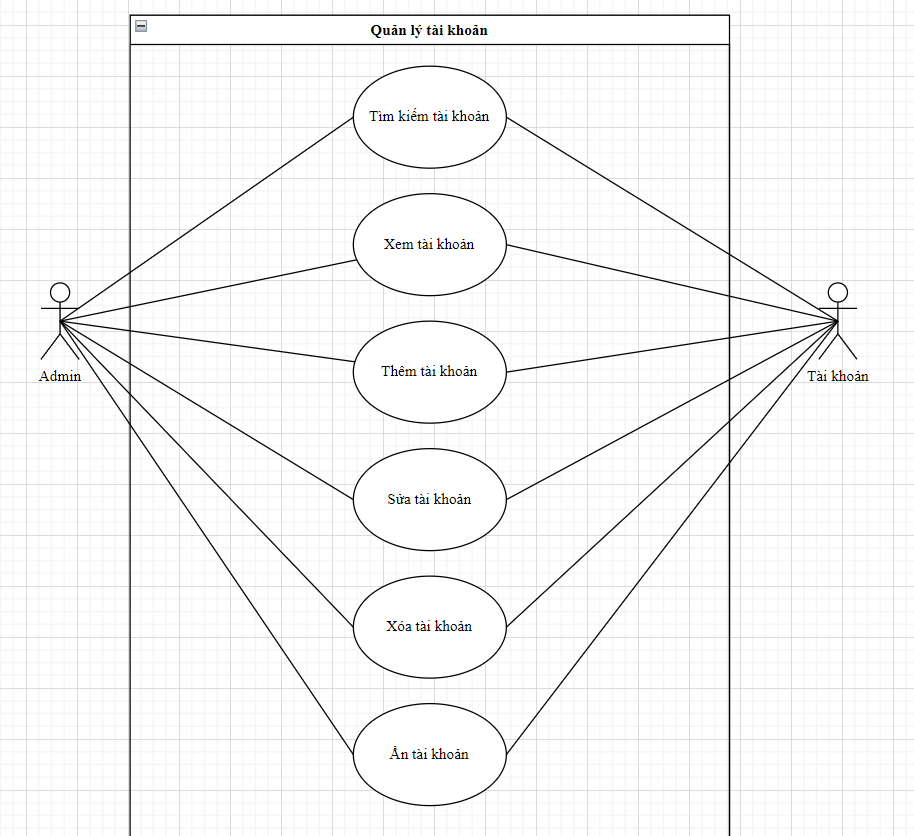 Quản lý tài khoản
Tìm kiếm tài khoản
Xem tài khoản
Thêm tài khoản
Admin
Tài khoản
Sửa tài khoản
Xóa tài khoản
Ẩn tài khoản